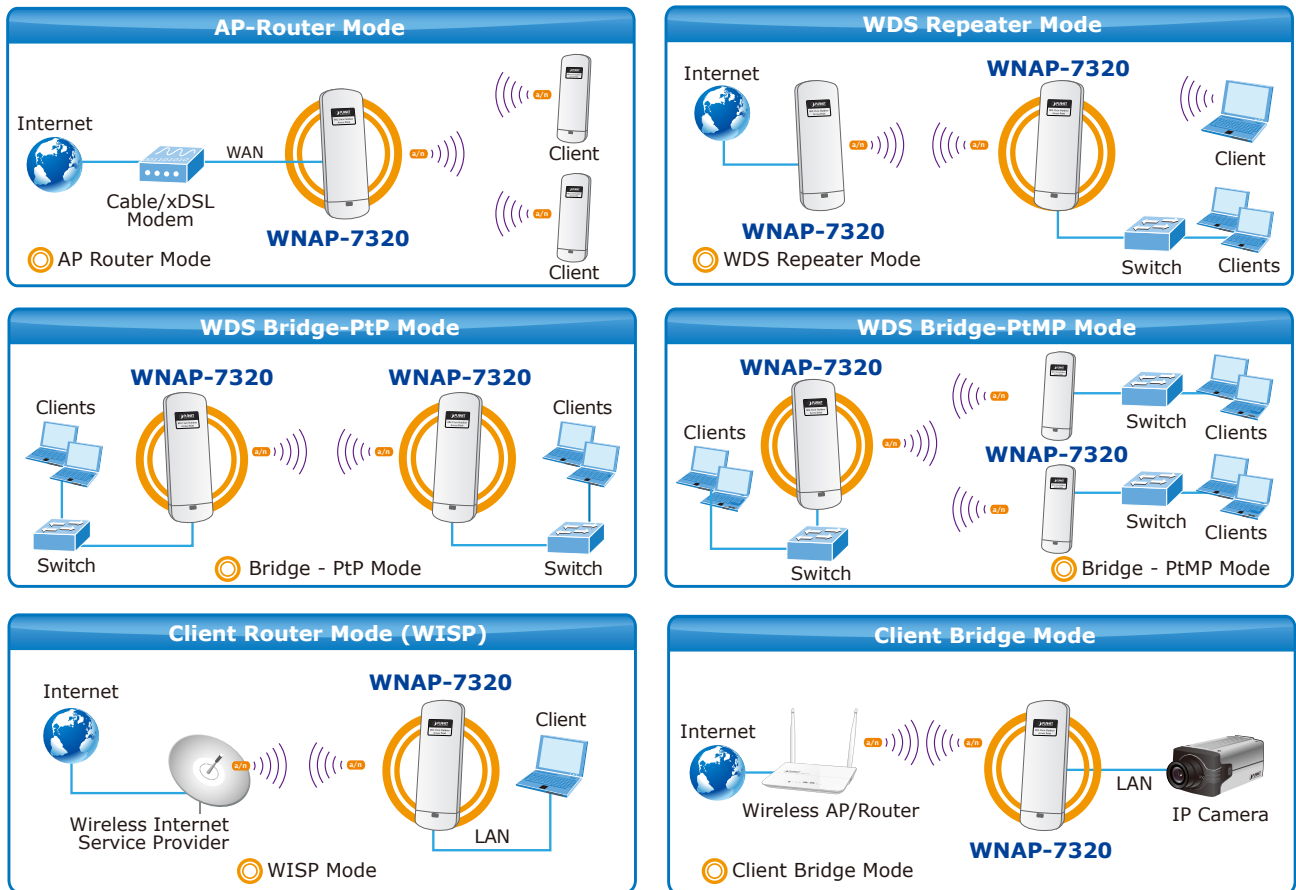 AP-Router Mode
Internet
WAN
Cable/xDSL
Modem
WNAP-7320
a/n
a/n
Client
a/n
Client
AP Router Mode
WDS Repeater Mode
Internet
WNAP-7320
a/n
a/n
WNAP-7320
Client
Switch
Clients
WDS Repeater Mode
WDS Bridge-PtP Mode
WNAP-7320
WNAP-7320
Clients
Clients
a/n
a/n
Switch
Switch
Bridge - PtP Mode
WDS Bridge-PtMP Mode
WNAP-7320
Clients
a/n
a/n
Switch
Clients
WNAP-7320
a/n
Switch
Clients
Switch
Bridge - PtMP Mode
Client Router Mode (WISP)
WNAP-7320
Internet
Client
a/n
a/n
Wireless Internet
Service Provider
LAN
WISP Mode
Client Bridge Mode
Internet
a/n
a/n
Wireless AP/Router
LAN
IP Camera
WNAP-7320
Client Bridge Mode